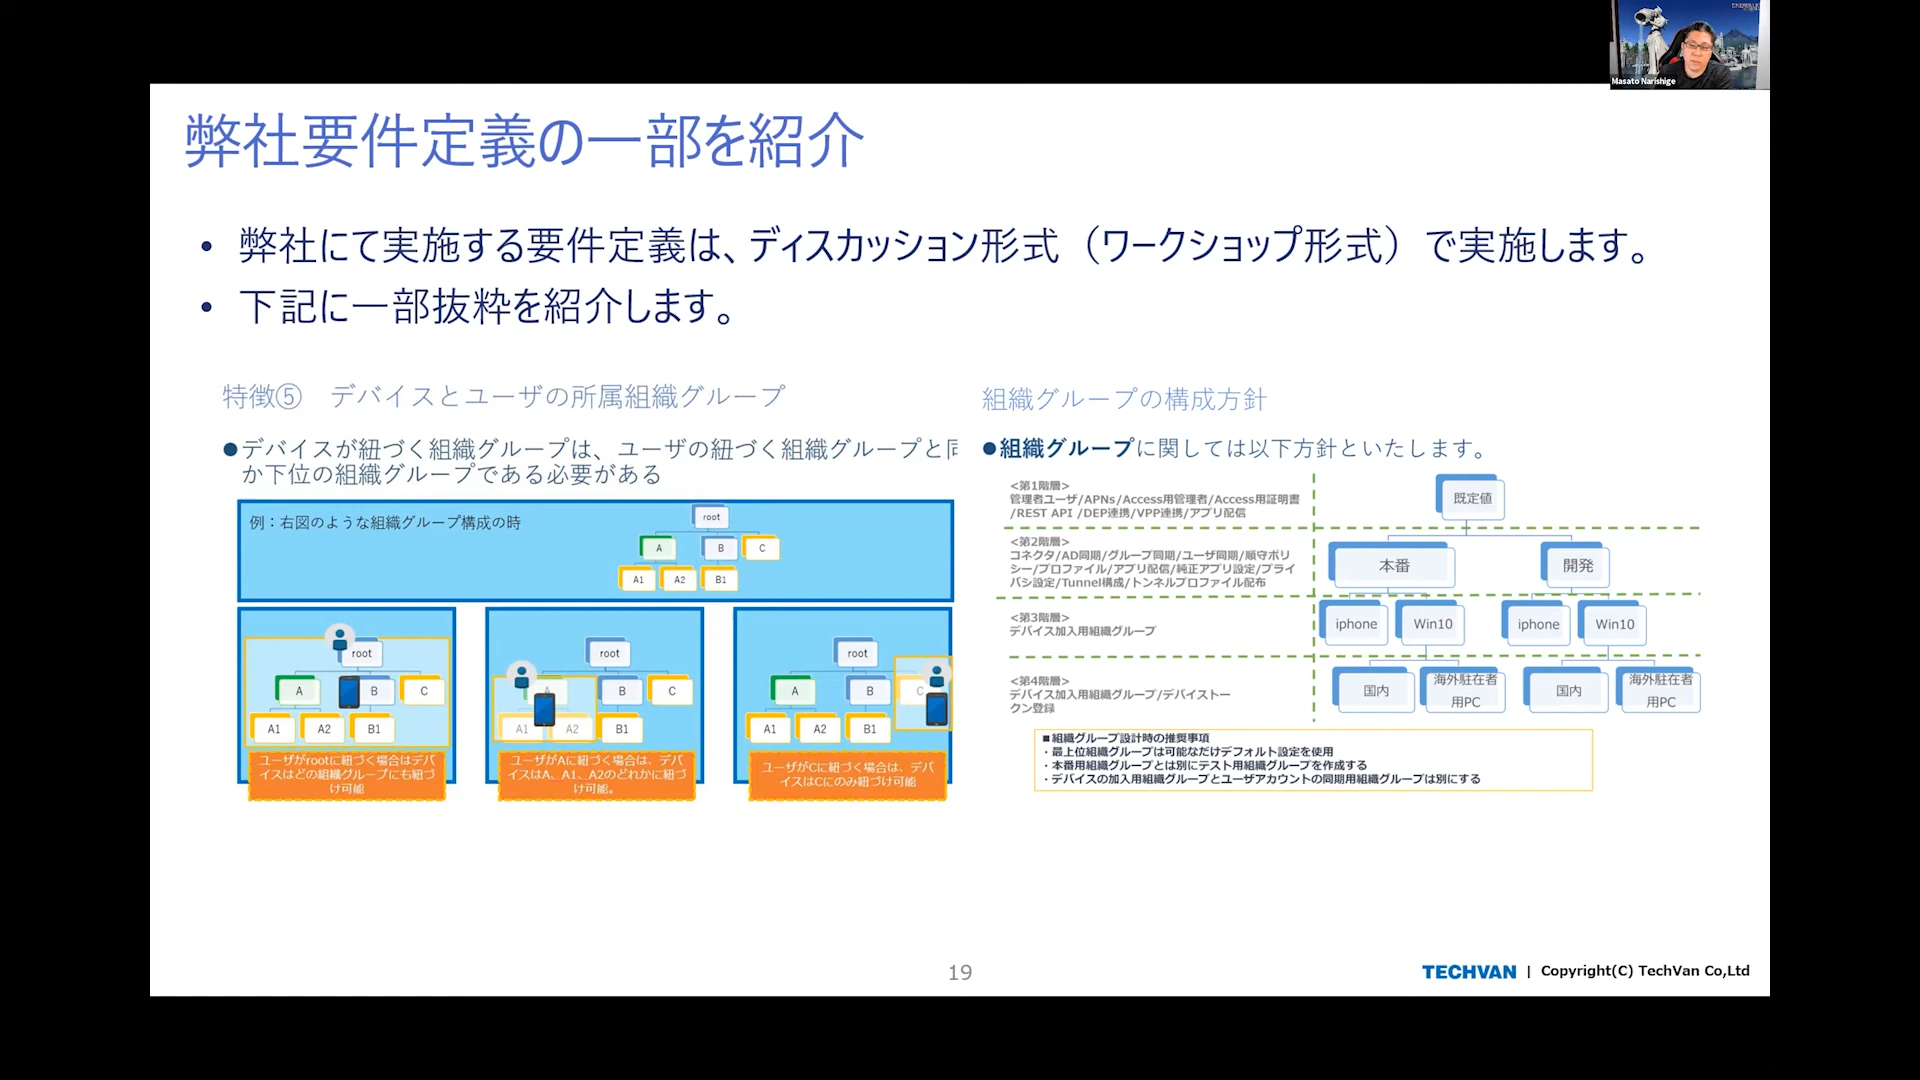 Masato Narishige
弊社要件定義の一部を紹介
• 弊社にて実施する要件定義は、ディスカッション形式（ワークショップ形式）で実施します。
• 下記に一部抜粋を紹介します。
特徴⑤　デバイスとユーザの所属組織グループ
●デバイスが紐づく組織グループは、ユーザの紐づく組織グループと
か下位の組織グループである必要がある
例：右図のような組織グループ構成の時
root
A B C
A1 A2 B1
root
A B C
A1 A2 B1
ユーザがrootに紐づく場合はデバ
イスはどの組織グループにも紐づ
け可能
root
A B C
A1 A2 B1
ユーザがAに紐づく場合は、デバ
イスはA、A1、A2のどれかに紐づ
け可能。
root
A B C
A1 A2 B1
ユーザがCに紐づく場合は、デバ
イスはCにのみ紐づけ可能
組織グループの構成方針
●組織グループに関しては以下方針といたします。
<第1階層>
管理者ユーザ/APNs/Access用管理者/Access用証明書
/REST API /DEP連携/VPP連携/アプリ配信
既定値
<第2階層>
コネクタ/AD同期/グループ同期/ユーザ同期/順守ポリ
シー/プロファイル/アプリ配信/純正アプリ設定/プライ
バシ設定/Tunnel構成/トンネルプロファイル配布
本番 開発
<第3階層>
デバイス加入用組織グループ
iphone Win10 iphone Win10
<第4階層>
デバイス加入用組織グループ/デバイストー
クン登録
国内
海外駐在者
用PC
国内
海外駐在者
用PC
■組織グループ設計時の推奨事項
・最上位組織グループは可能なだけデフォルト設定を使用
・本番用組織グループとは別にテスト用組織グループを作成する
・デバイスの加入用組織グループとユーザアカウントの同期用組織グループは別にする
19
TECHVAN | Copyright(C) TechVan Co,Ltd